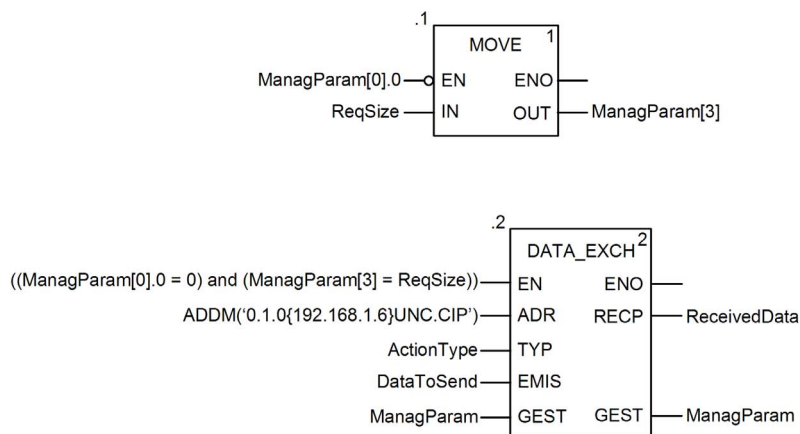 .1
MOVE 1
ManagParam[0].0 EN ENO
ReqSize IN OUT ManagParam[3]
.2
DATA_EXCH 2
((ManagParam[0].0 = 0) and (ManagParam[3] = ReqSize)) EN ENO
ADDM(‘0.1.0{192.168.1.6}UNC.CIP’) ADR RECP ReceivedData
ActionType TYP
DataToSend EMIS
ManagParam GEST GEST ManagParam